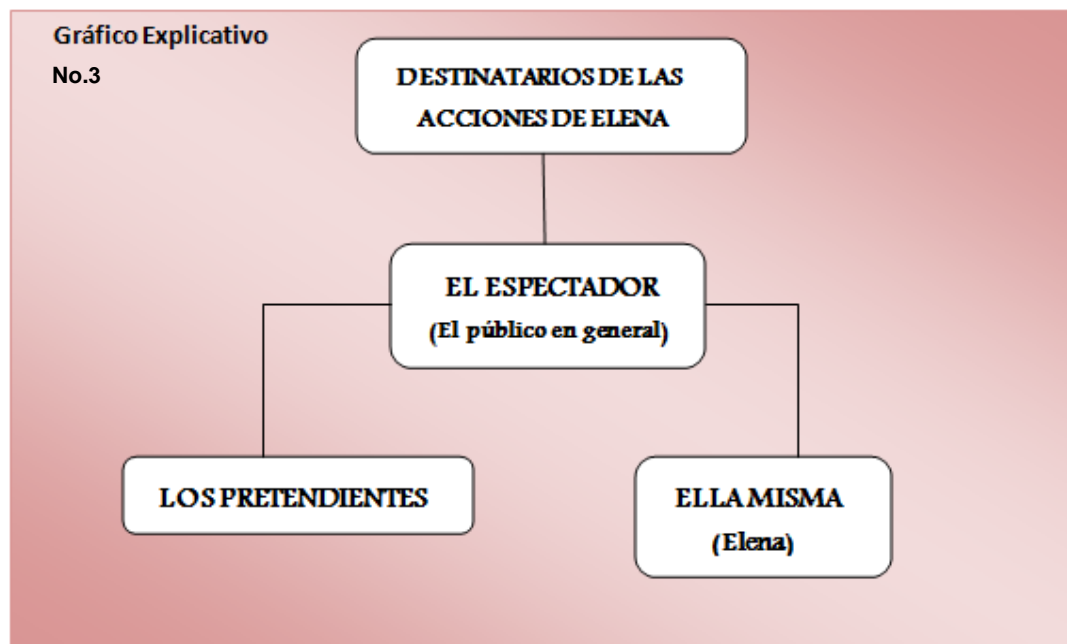 Gráfico Explicativo
No.3
DESTINATARIOS DE LAS
ACCIONES DE ELENA
EL ESPECTADOR
(El público en general)
LOS PRETENDIENTES
ELLA MISMA
(Elena)